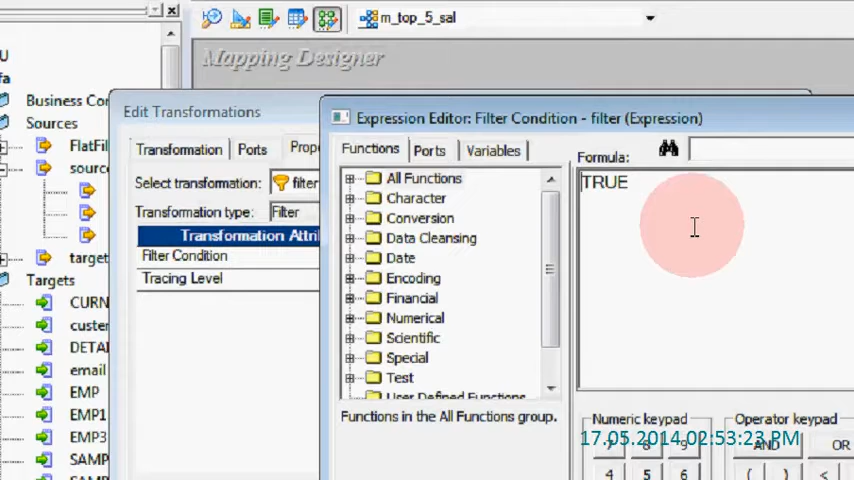 m_top_5_sal
Mapping Designer
U
fa
Business Co
Sources
FlatFil
source
target
Targets
CURN
custer
DETA
email
EMP
EMP1
EMP3
SAMP
SAMP
Edit Transformations
Transformation
Ports
Prope
Select transformation:
filter
Transformation type:
Filter
Transformation Attri
Filter Condition
Tracing Level
Expression Editor: Filter Condition - filter (Expression)
Functions
Ports
Variables
All Functions
Character
Conversion
Data Cleansing
Date
Encoding
Financial
Numerical
Scientific
Special
Test
User Defined Functions
Functions in the All Functions group.
Formula:
TRUE
Numeric keypad
Operator keypad
17.05.2014 02:53:23 PM
7 8 9
AND OR
4 5 6
( ) <